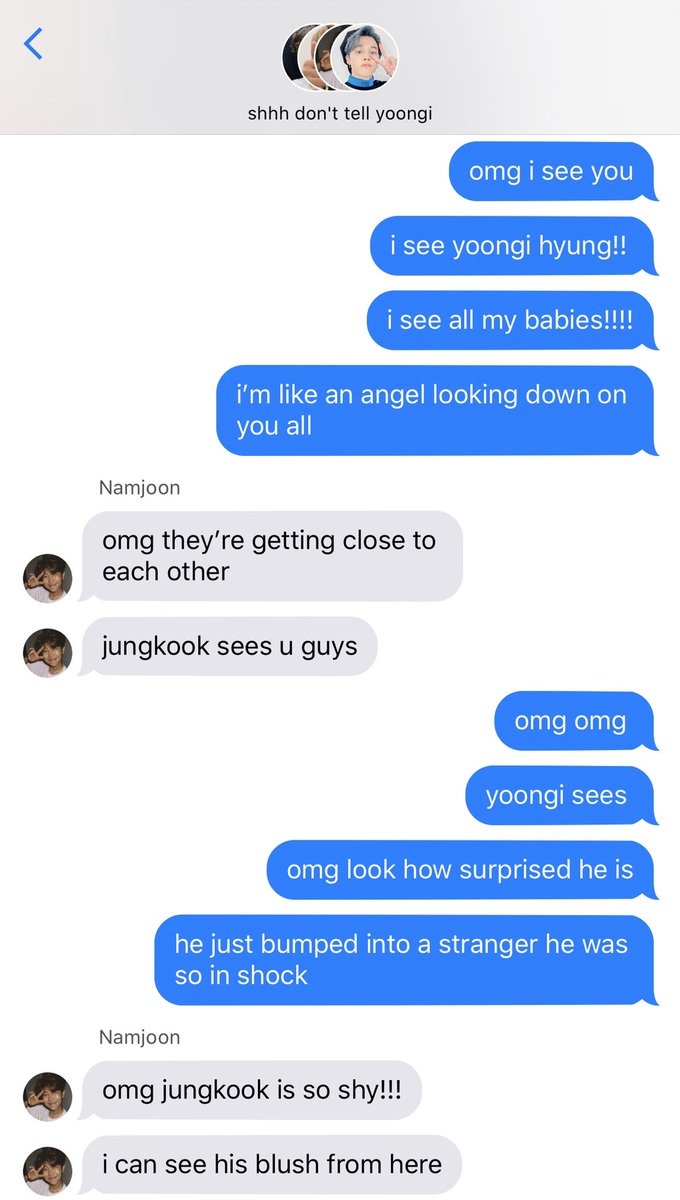 shhh don't tell yoongi
omg i see you
i see yoongi hyung!!
i see all my babies!!!!
i’m like an angel looking down on
you all
Namjoon
omg they’re getting close to
each other
jungkook sees u guys
omg omg
yoongi sees
omg look how surprised he is
he just bumped into a stranger he was
so in shock
Namjoon
omg jungkook is so shy!!!
i can see his blush from here